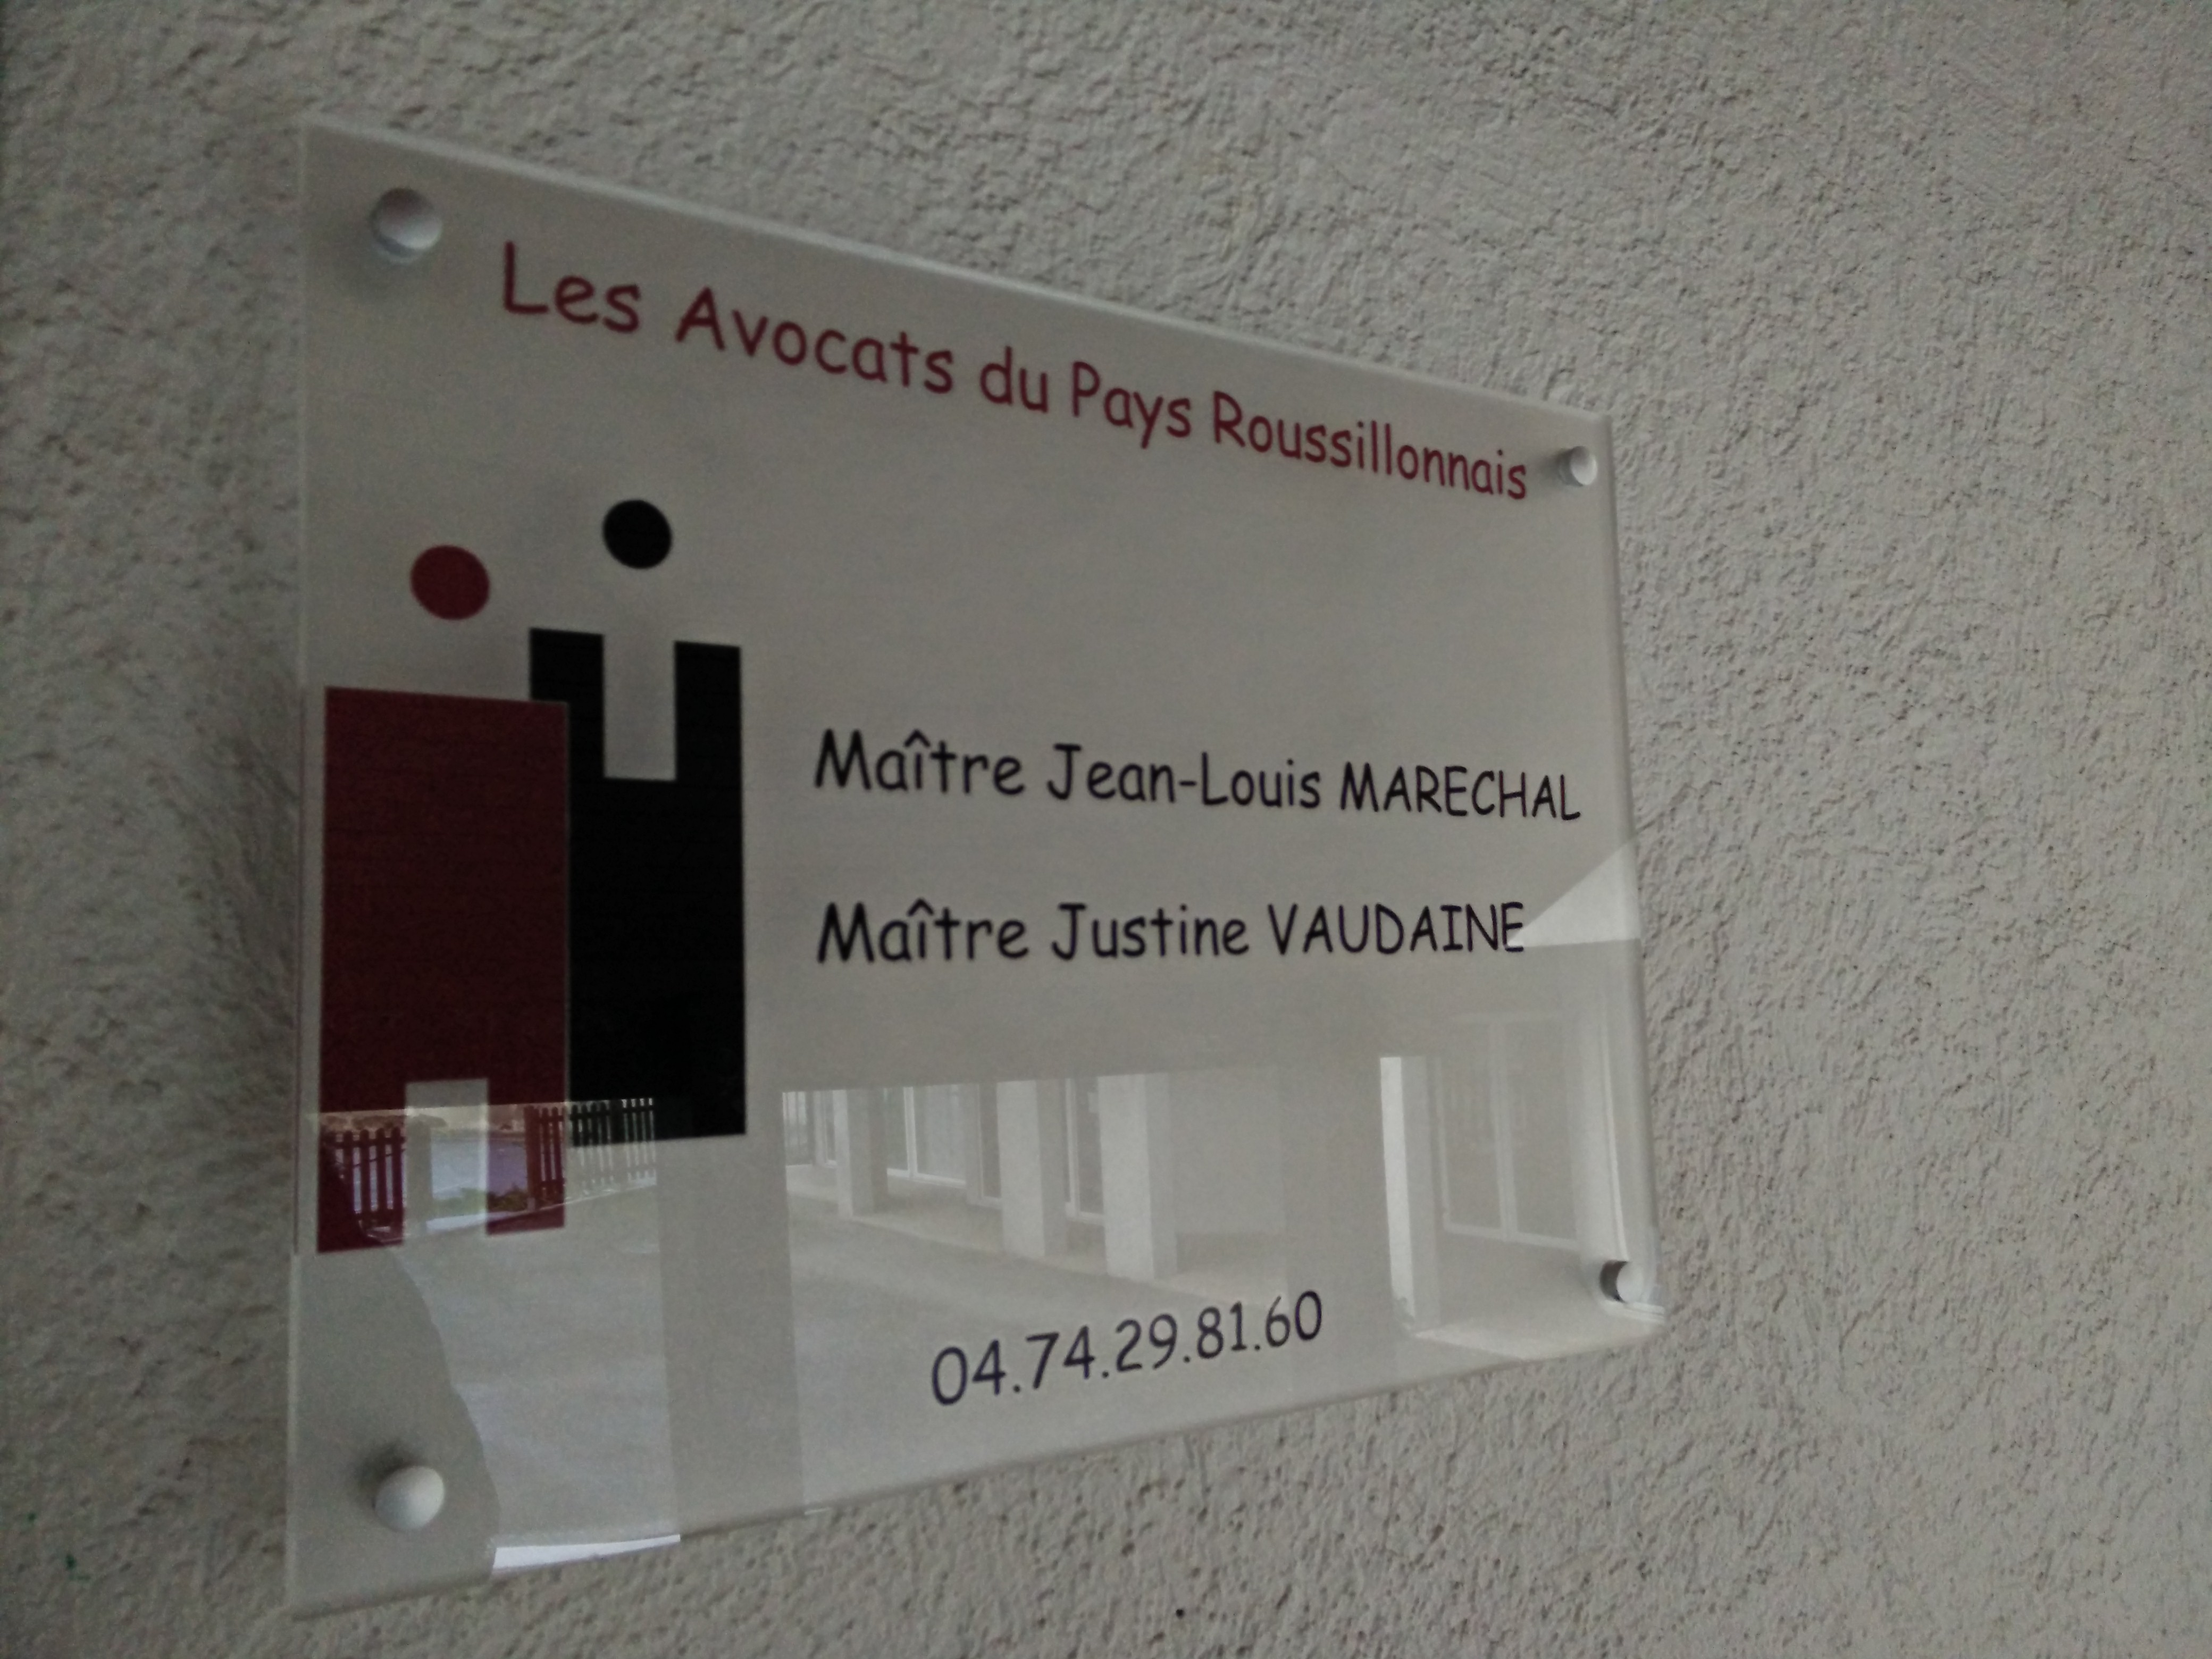 Les Avocats du Pays Roussillonnais
Maître Jean-Louis MARECHAL
Maître Justine VAUDAINE
04.74.29.81.60